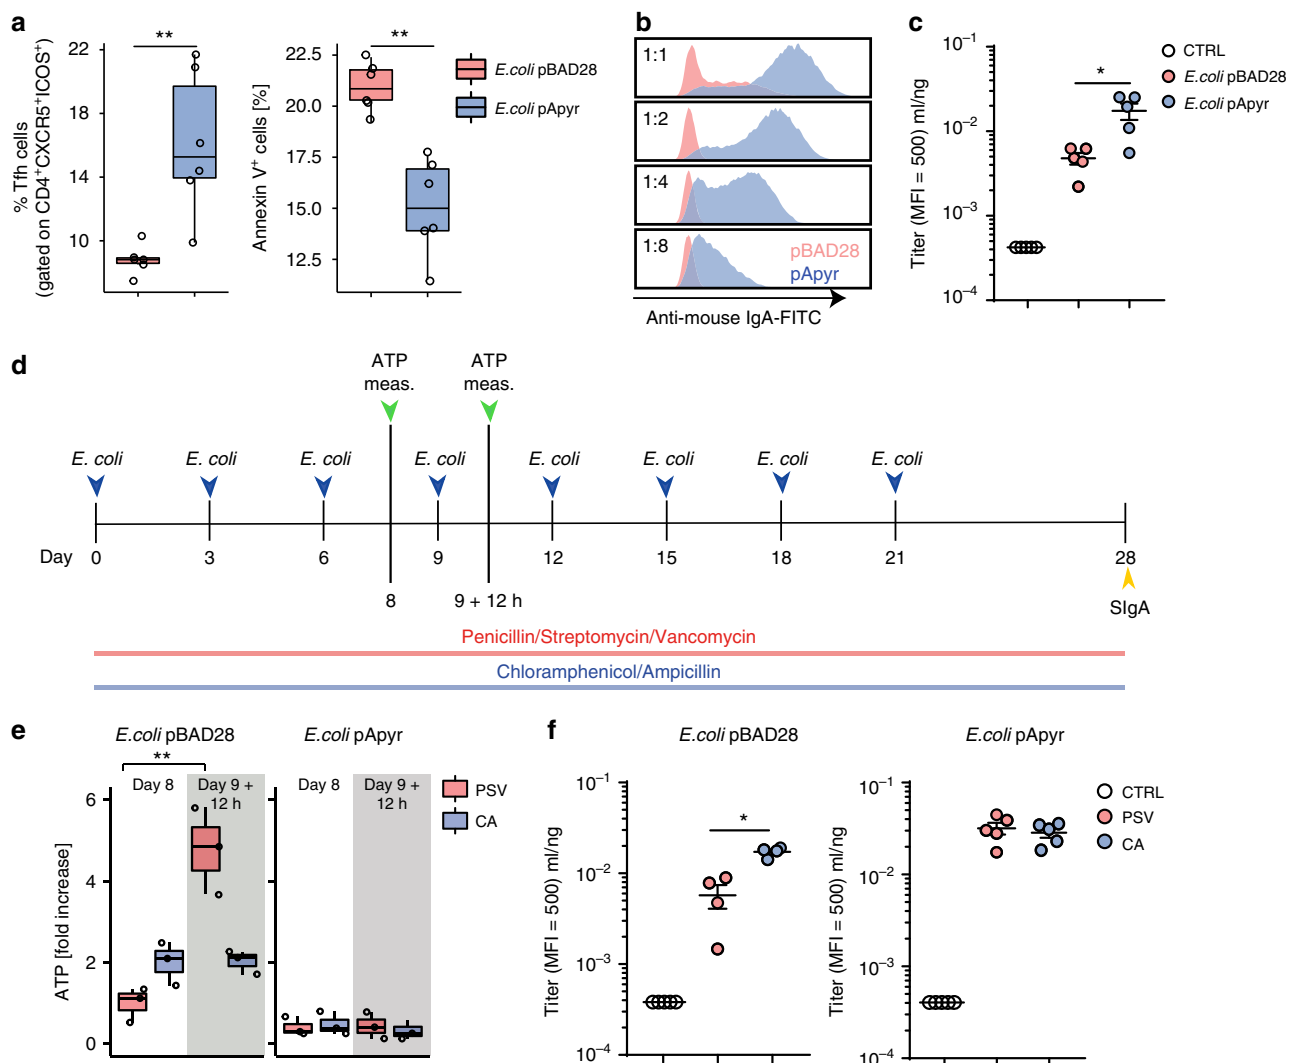 a
**
22
18
14
10
% Tfh cells
(gated on CD4⁺CXCR5⁺ICOS⁺)
**
22.5
20.0
17.5
15.0
12.5
Annexin V⁺ cells [%]
E.coli pBAD28
E.coli pApyr
b
1:1
1:2
1:4
1:8
pBAD28
pApyr
Anti-mouse IgA-FITC
c
10⁻¹
10⁻²
10⁻³
10⁻⁴
Titer (MFI = 500) ml/ng
*
CTRL
E.coli pBAD28
E.coli pApyr
d
ATP meas.
ATP meas.
E. coli E. coli E. coli E. coli E. coli E. coli E. coli E. coli
Day 0 3 6 9 12 15 18 21 28
8 9 + 12 h
SIgA
Penicillin/Streptomycin/Vancomycin
Chloramphenicol/Ampicillin
e
E.coli pBAD28
E.coli pApyr
**
Day 8
Day 9 + 12 h
Day 8
Day 9 + 12 h
6
4
2
0
ATP [fold increase]
PSV
CA
f
E.coli pBAD28
10⁻¹
10⁻²
10⁻³
10⁻⁴
Titer (MFI = 500) ml/ng
*
E.coli pApyr
10⁻¹
10⁻²
10⁻³
10⁻⁴
Titer (MFI = 500) ml/ng
CTRL
PSV
CA